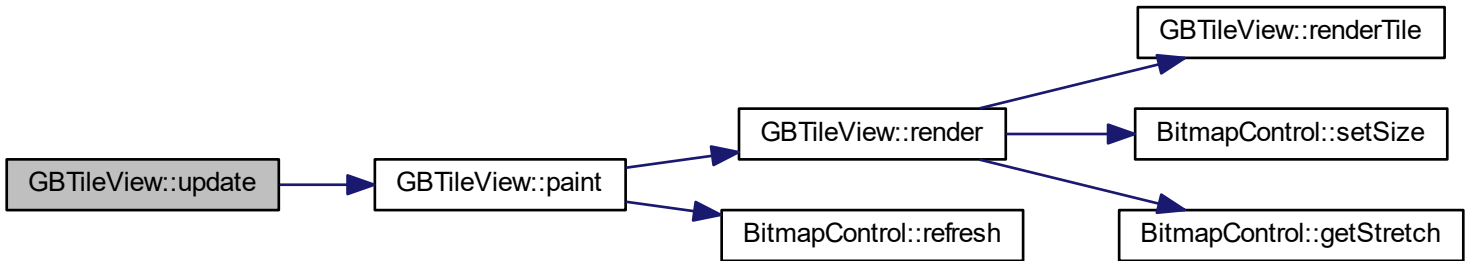 GBTileView::update
GBTileView::paint
GBTileView::render
BitmapControl::refresh
GBTileView::renderTile
BitmapControl::setSize
BitmapControl::getStretch